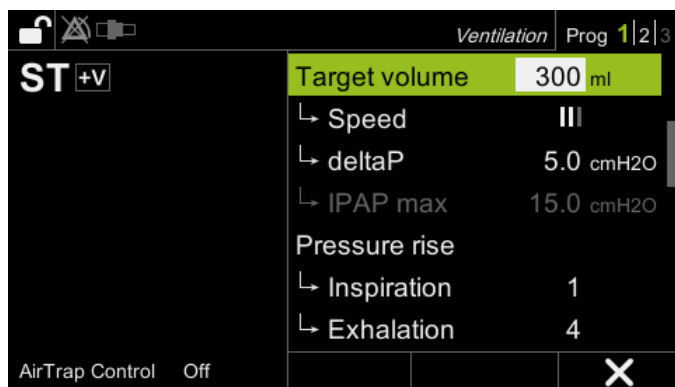 Ventilation Prog 1|2|3
ST +V
Target volume 300 ml
Speed
deltaP 5.0 cmH2O
IPAP max 15.0 cmH2O
Pressure rise
Inspiration 1
Exhalation 4
AirTrap Control Off